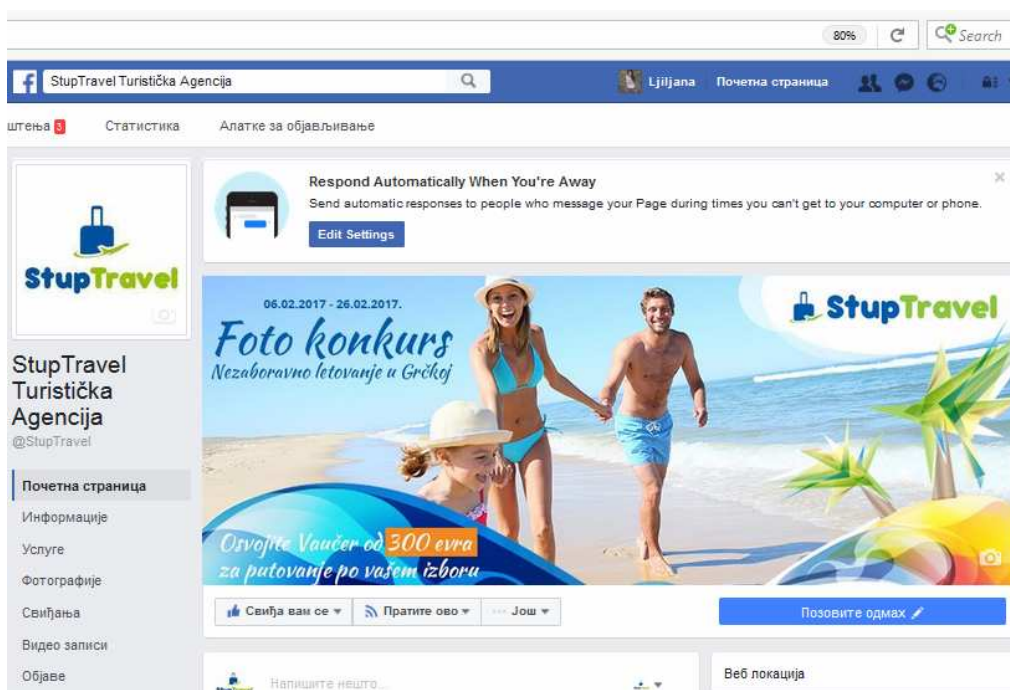 80%
Search
StupTravel Turistička Agencija
Ljiljana
Почетна страница
штења 3
Статистика
Алатке за објављивање
StupTravel
StupTravel
Turistička
Agencija
@StupTravel
Почетна страница
Информације
Услуге
Фотографије
Свиђања
Видео записи
Објаве
Respond Automatically When You're Away
Send automatic responses to people who message your Page during times you can't get to your computer or phone.
Edit Settings
06.02.2017 - 26.02.2017.
Foto konkurs
Nezaboravno letovanje u Grčkoj
StupTravel
Osvojite Vaučer od 300 evra
za putovanje po vašem izboru
Свиђа вам се
Пратите ово
Још
Позовите одмах
Напишите нешто...
Веб локација